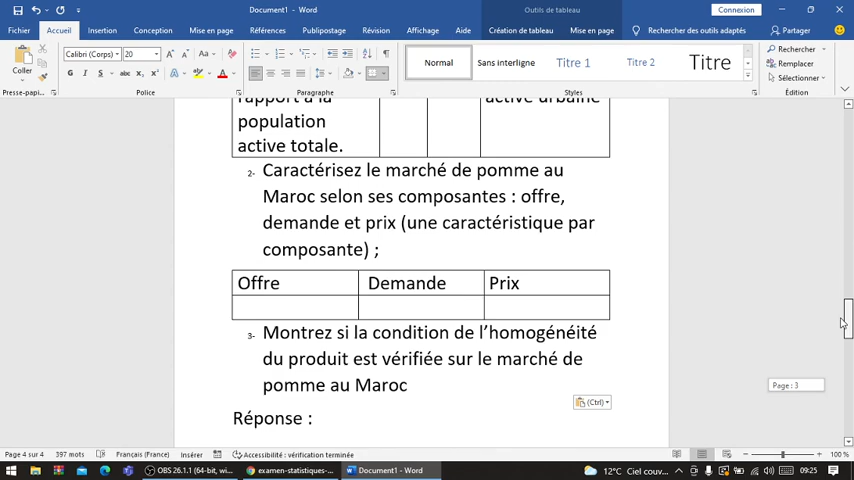 Document1 - Word
Outils de tableau
Connexion
Fichier Accueil Insertion Conception Mise en page Références Publipostage Révision Affichage Aide Création de tableau Mise en page Rechercher des outils adaptés Partager
Coller
Calibri (Corps) 20
Normal Sans interligne Titre 1 Titre 2 Titre
Rechercher
Remplacer
Sélectionner
Presse-papi... Police Paragraphe Styles Édition
rapport à la
active urbaine
population
active totale.
2- Caractérisez le marché de pomme au
Maroc selon ses composantes : offre,
demande et prix (une caractéristique par
composante) ;
Offre Demande Prix
3- Montrez si la condition de l’homogénéité
du produit est vérifiée sur le marché de
pomme au Maroc
Page : 3
(Ctrl)
Réponse :
Page 4 sur 4 397 mots Français (France) Insérer Accessibilité : vérification terminée 100 %
OBS 26.1.1 (64-bit, wi... examen-statistiques-... Document1 - Word 12°C Ciel couv... 09:25